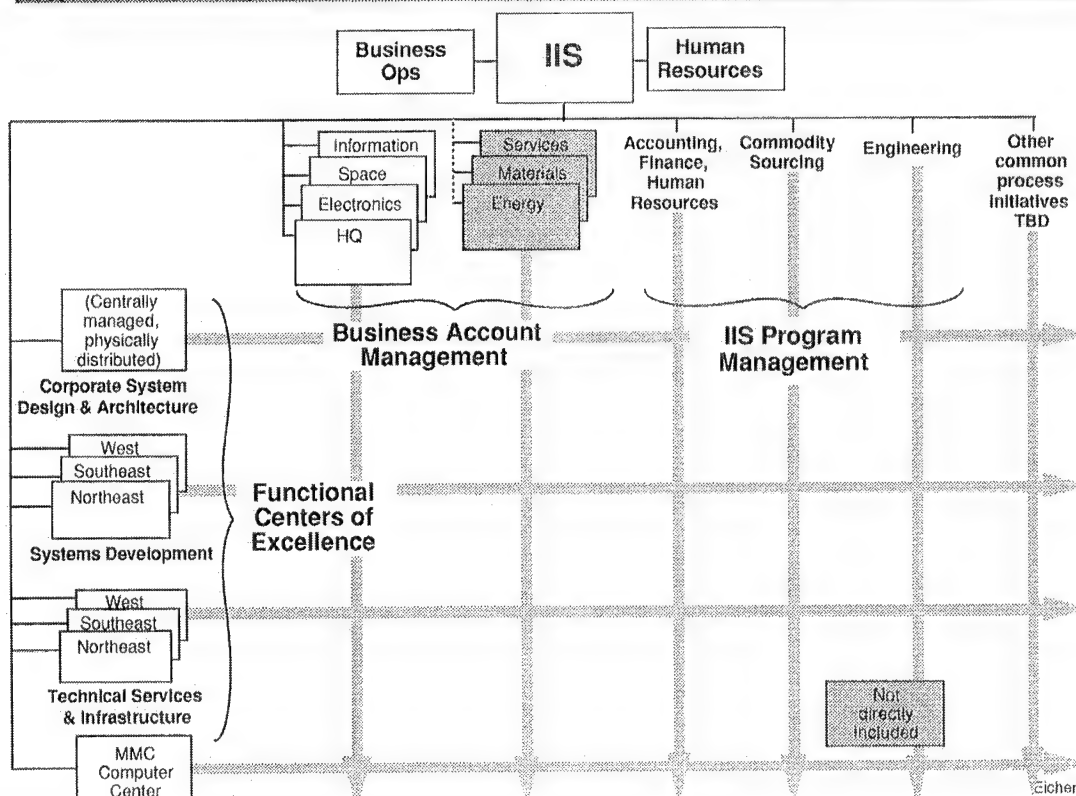 Business
Ops
IIS
Human
Resources
Information
Space
Electronics
HQ
Services
Materials
Energy
Accounting,
Finance,
Human
Resources
Commodity
Sourcing
Engineering
Other
common
process
initiatives
TBD
Business Account
Management
IIS Program
Management
(Centrally
managed,
physically
distributed)
Corporate System
Design & Architecture
West
Southeast
Northeast
Systems Development
Functional
Centers of
Excellence
West
Southeast
Northeast
Technical Services
& Infrastructure
Not
directly
included
MMC
Computer
Center
Eicher